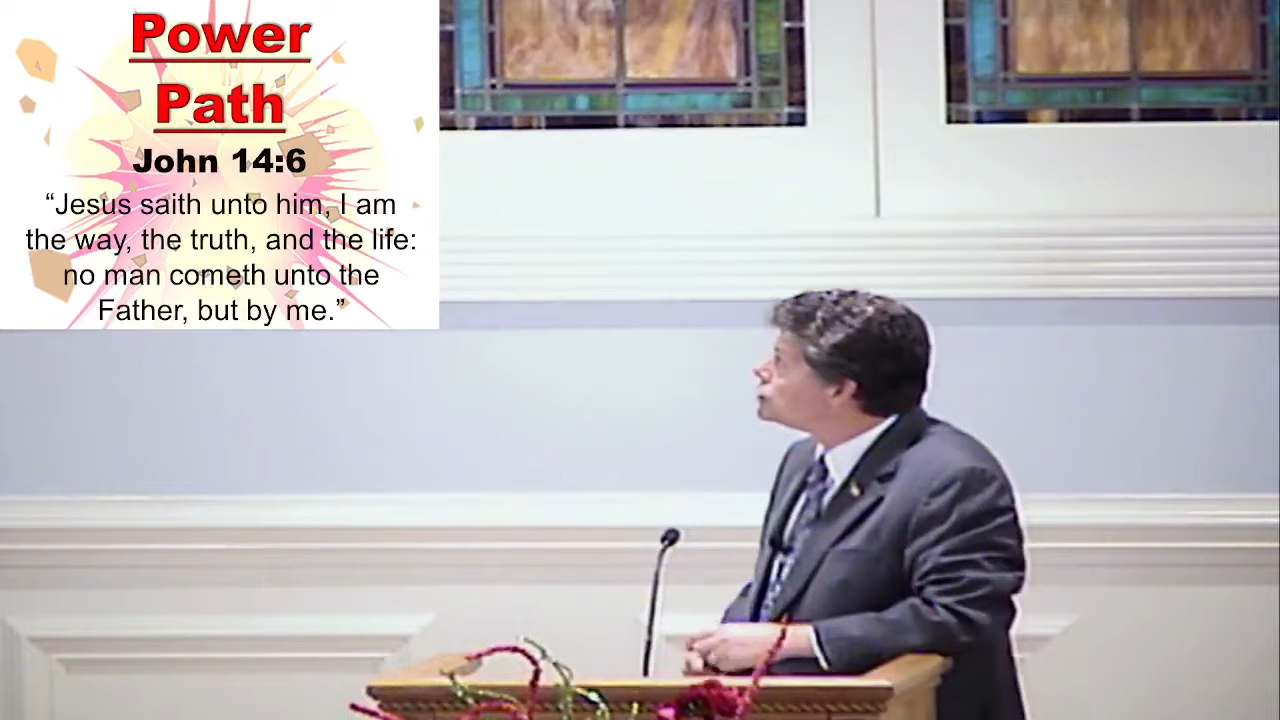 Power
Path
John 14:6
“Jesus saith unto him, I am
the way, the truth, and the life:
no man cometh unto the
Father, but by me.”